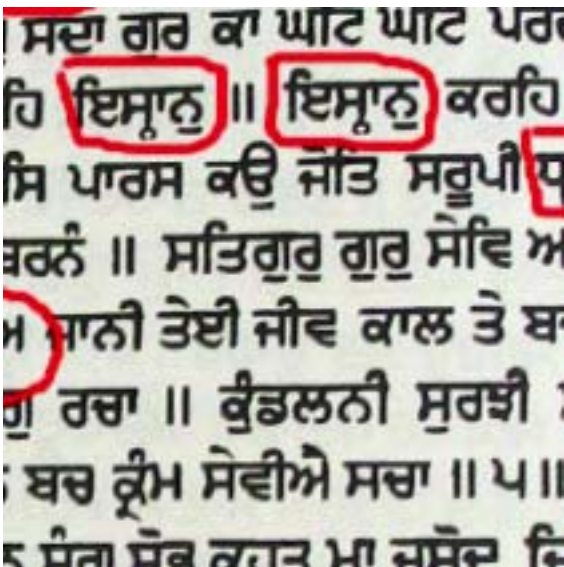 ਸਦਾ ਗੁਰ ਕਾ ਘਟਿ ਘਟਿ
ਹਿ ਇਸ੍ਨਾਨੁ ॥ ਇਸ੍ਨਾਨੁ ਕਰਹਿ
ਸਿ ਪਾਰਸ ਕਉ ਜੋਤਿ ਸਰੂਪੀ
ਬਰਨੰ ॥ ਸਤਿਗੁਰੁ ਗੁਰੁ ਸੇਵਿ ਅ
ਅ ਜਾਨੀ ਤੇਈ ਜੀਵ ਕਾਲ ਤੇ ਬ
ਗੁ ਰਚਾ ॥ ਕੁੰਡਲਨੀ ਸੁਰਝੀ
ਬਚ ਕ੍ਰੰਮ ਸੇਵੀਐ ਸਚਾ ॥ ੫ ॥